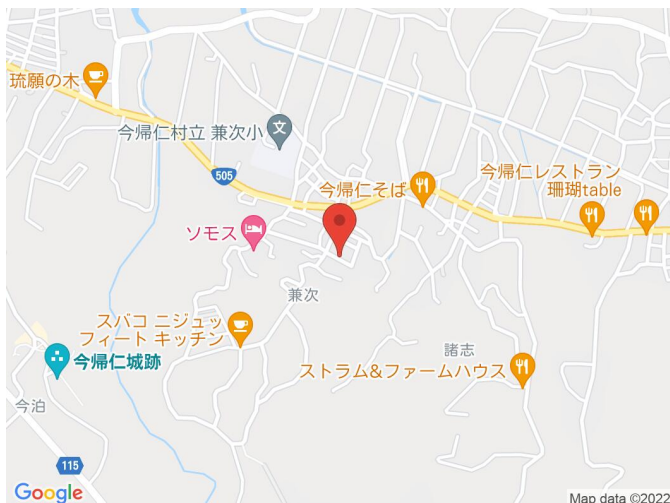 琉願の木
今帰仁村立 兼次小
文
505
今帰仁そば
今帰仁レストラン
珊瑚table
ソモス
兼次
スバコ ニジュッ
フィート キッチン
諸志
今帰仁城跡
ストラム&ファームハウス
今泊
115
Google
Map data ©2022